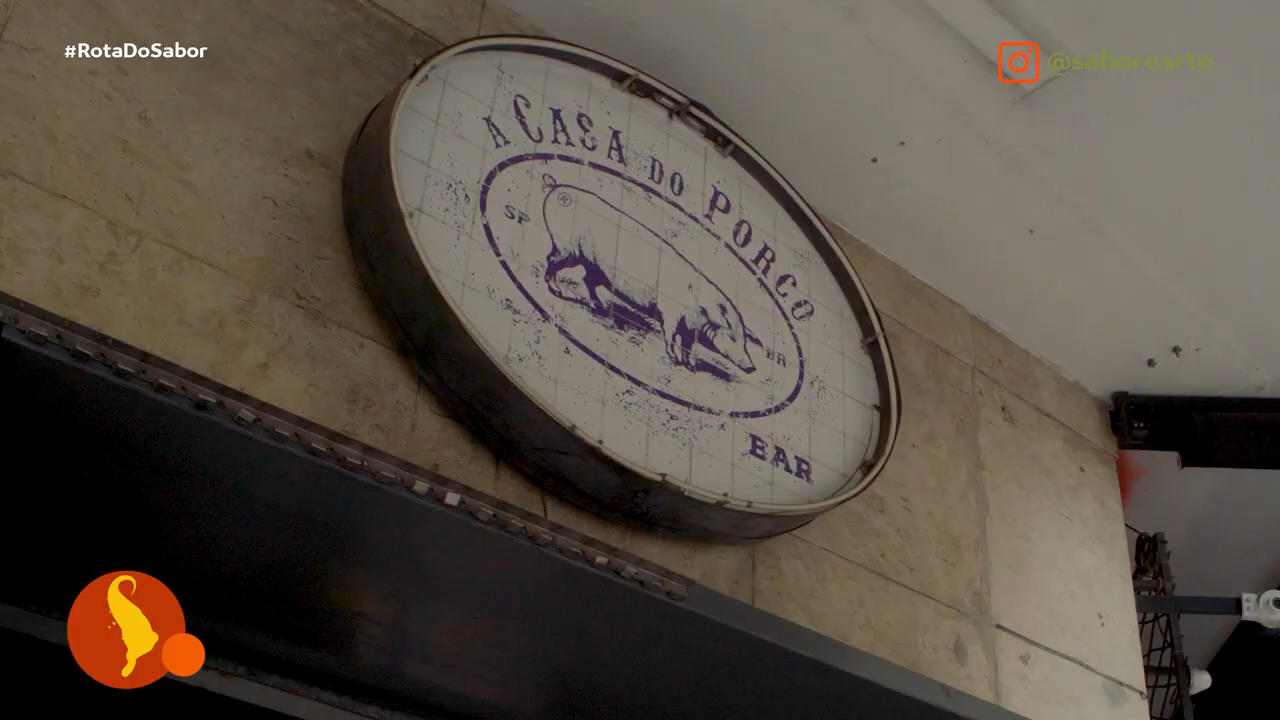 #RotaDoSabor
@saborearte
A CASA DO PORCO
®
SP
BR
BAR